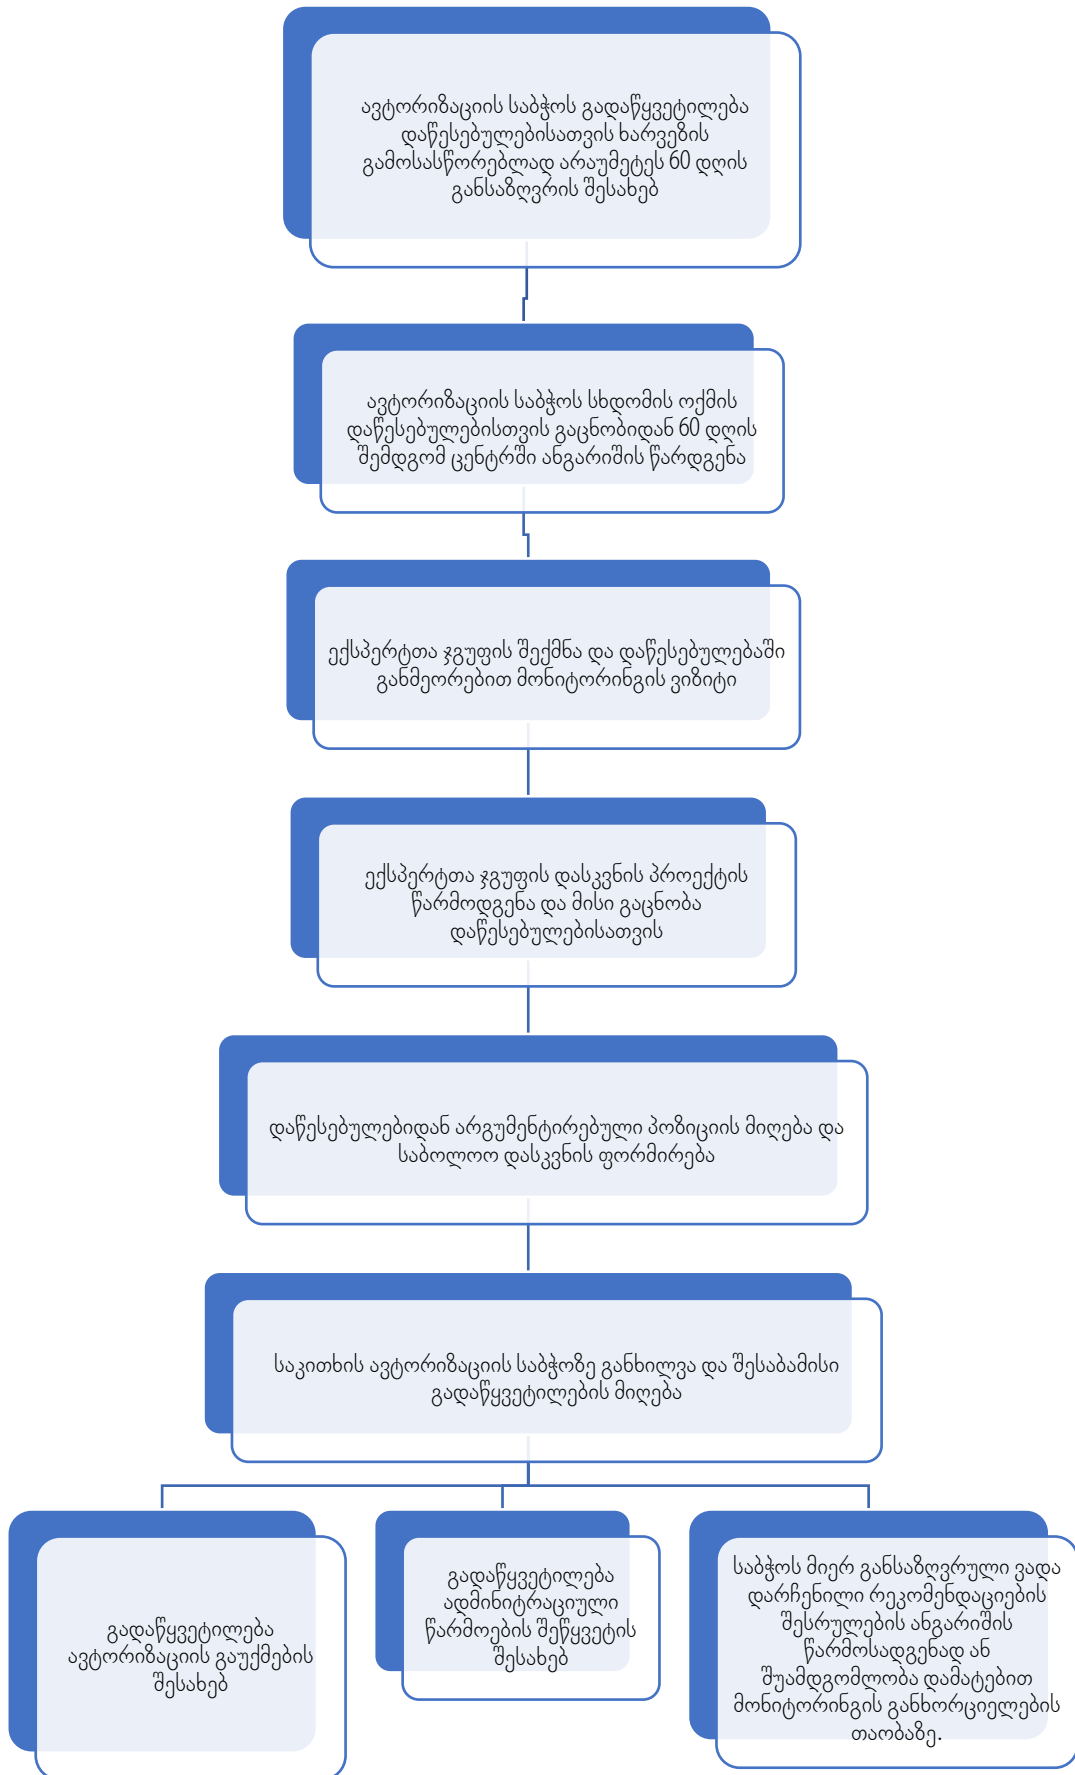 ავტორიზაციის საბჭოს გადაწყვეტილება
დაწესებულებისათვის ხარვეზის
გამოსასწორებლად არაუმეტეს 60 დღის
განსაზღვრის შესახებ
ავტორიზაციის საბჭოს სხდომის ოქმის
დაწესებულებისთვის გაცნობიდან 60 დღის
შემდგომ ცენტრში ანგარიშის წარდგენა
ექსპერტთა ჯგუფის შექმნა და დაწესებულებაში
განმეორებით მონიტორინგის ვიზიტი
ექსპერტთა ჯგუფის დასკვნის პროექტის
წარმოდგენა და მისი გაცნობა
დაწესებულებისათვის
დაწესებულებიდან არგუმენტირებული პოზიციის მიღება და
საბოლოო დასკვნის ფორმირება
საკითხის ავტორიზაციის საბჭოზე განხილვა და შესაბამისი
გადაწყვეტილების მიღება
გადაწყვეტილება
ავტორიზაციის გაუქმების
შესახებ
გადაწყვეტილება
ადმინიტრაციული
წარმოების შეწყვეტის
შესახებ
საბჭოს მიერ განსაზღვრული ვადა
დარჩენილი რეკომენდაციების
შესრულების ანგარიშის
წარმოსადგენად ან
შუამდგომლობა დამატებით
მონიტორინგის განხორციელების
თაობაზე.